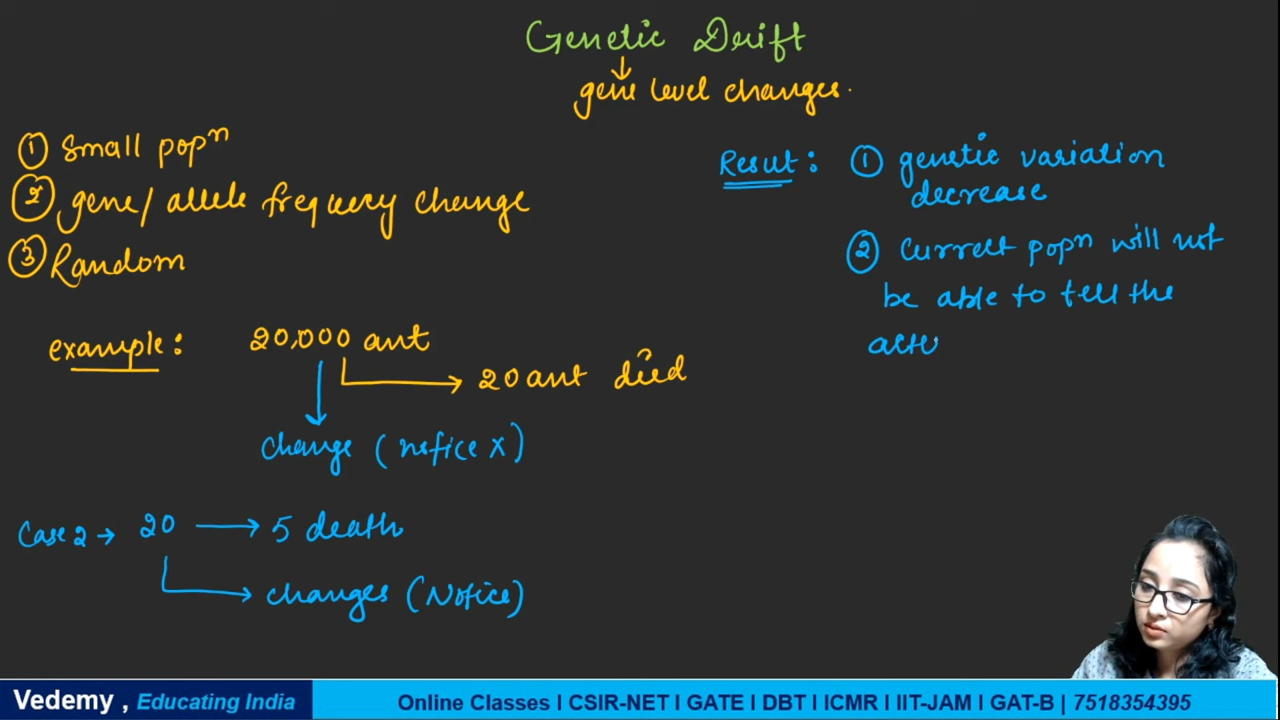 Genetic Drift
gene level changes.
① Small popn
② gene/allele frequency change
③ Random
example : 20,000 ant
20 ant died
change (notice x)
Case 2 → 20 → 5 death
changes (Notice)
Result : ① genetic variation
decrease
② Current popn will not
be able to tell the
Vedemy , Educating India
Online Classes I CSIR-NET I GATE I DBT I ICMR I IIT-JAM I GAT-B I 7518354395